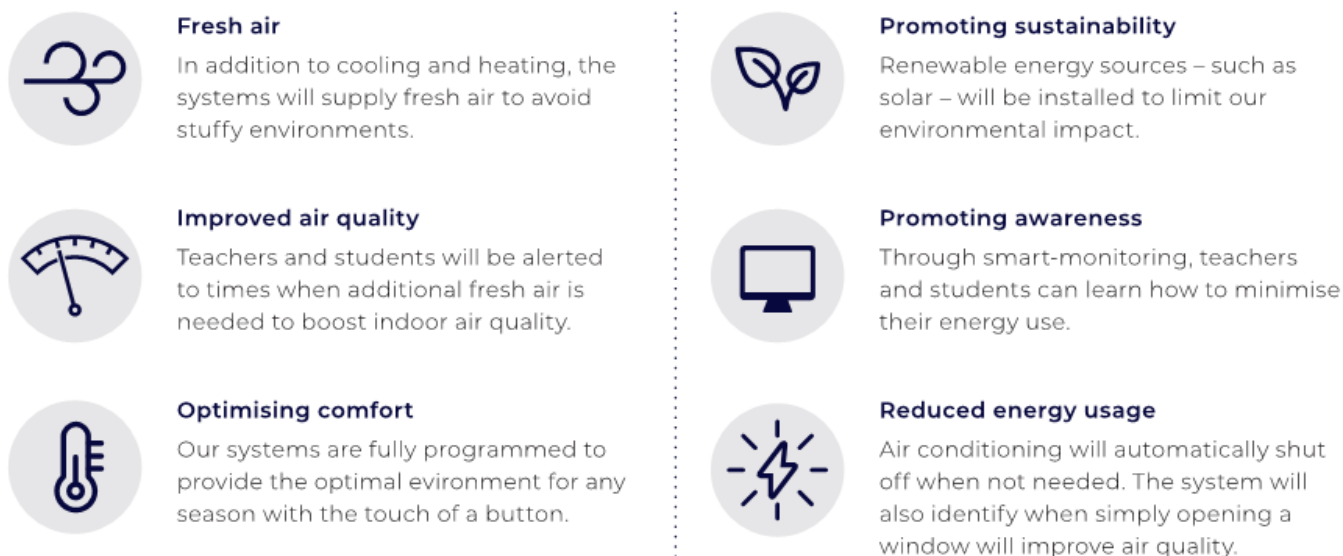 Fresh air
In addition to cooling and heating, the
systems will supply fresh air to avoid
stuffy environments.
Improved air quality
Teachers and students will be alerted
to times when additional fresh air is
needed to boost indoor air quality.
Optimising comfort
Our systems are fully programmed to
provide the optimal evironment for any
season with the touch of a button.
Promoting sustainability
Renewable energy sources – such as
solar – will be installed to limit our
environmental impact.
Promoting awareness
Through smart-monitoring, teachers
and students can learn how to minimise
their energy use.
Reduced energy usage
Air conditioning will automatically shut
off when not needed. The system will
also identify when simply opening a
window will improve air quality.